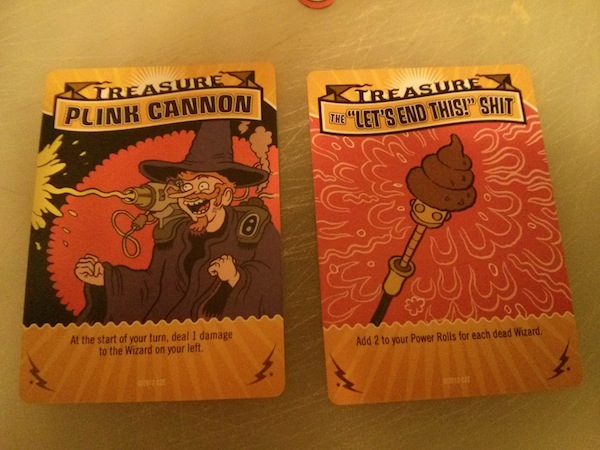 TREASURE
PLINK CANNON
At the start of your turn, deal 1 damage
to the Wizard on your left.
TREASURE
THE "LET'S END THIS!" SHIT
Add 2 to your Power Rolls for each dead Wizard.